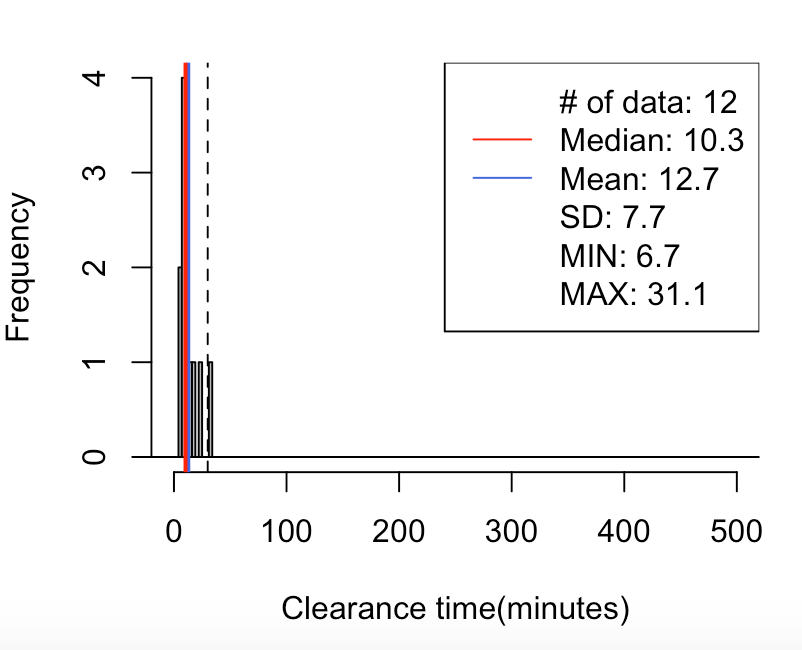 # of data: 12
Median: 10.3
Mean: 12.7
SD: 7.7
MIN: 6.7
MAX: 31.1
Frequency
4
3
2
1
0
0 100 200 300 400 500
Clearance time(minutes)